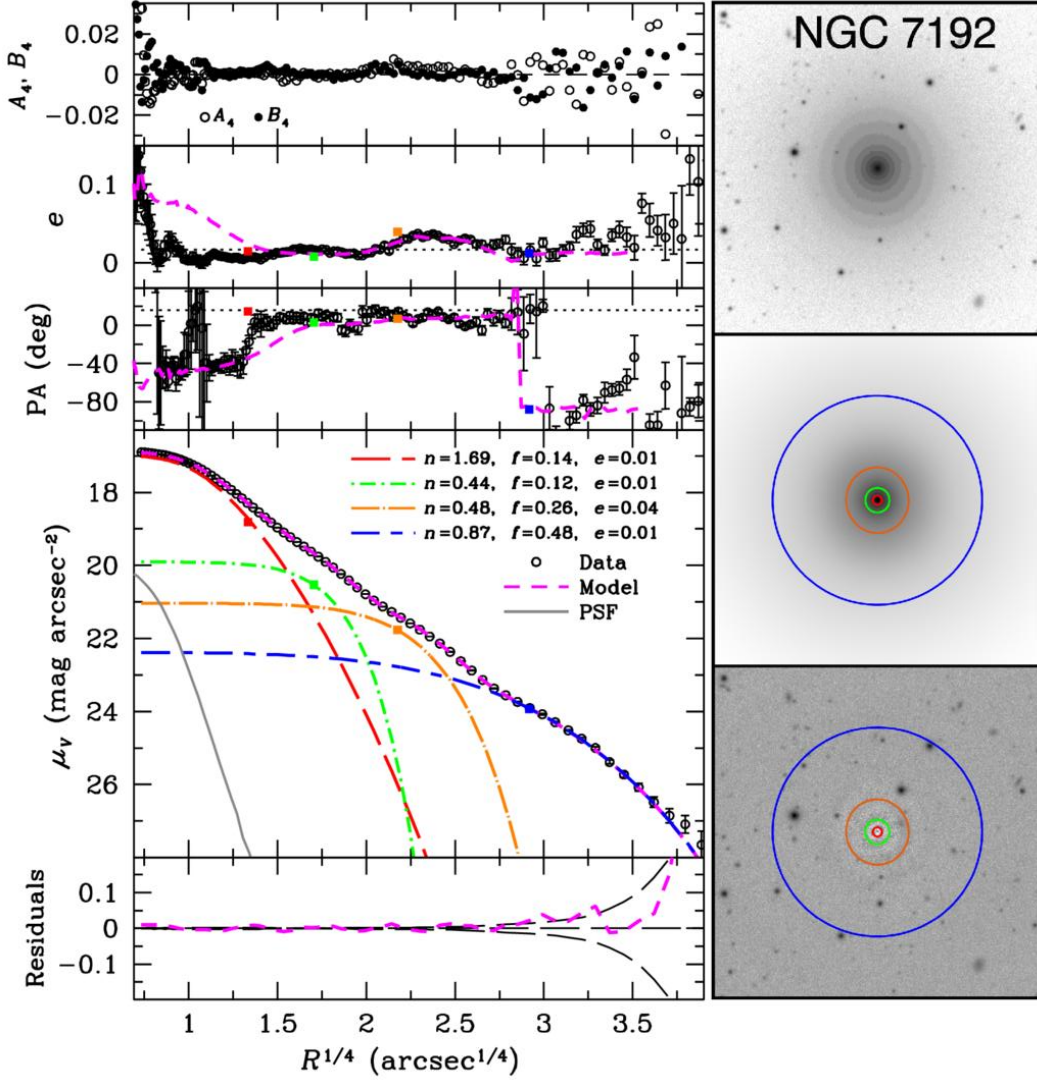 NGC 7192
0.02
0
−0.02
A₄, B₄
○A₄ ●B₄
0.1
0
e
0
−40
−80
PA (deg)
18
20
22
24
26
μᵥ (mag arcsec⁻²)
n=1.69, f=0.14, e=0.01
n=0.44, f=0.12, e=0.01
n=0.48, f=0.26, e=0.04
n=0.87, f=0.48, e=0.01
Data
Model
PSF
0.1
0
−0.1
Residuals
1 1.5 2 2.5 3 3.5
R¹/⁴ (arcsec¹/⁴)